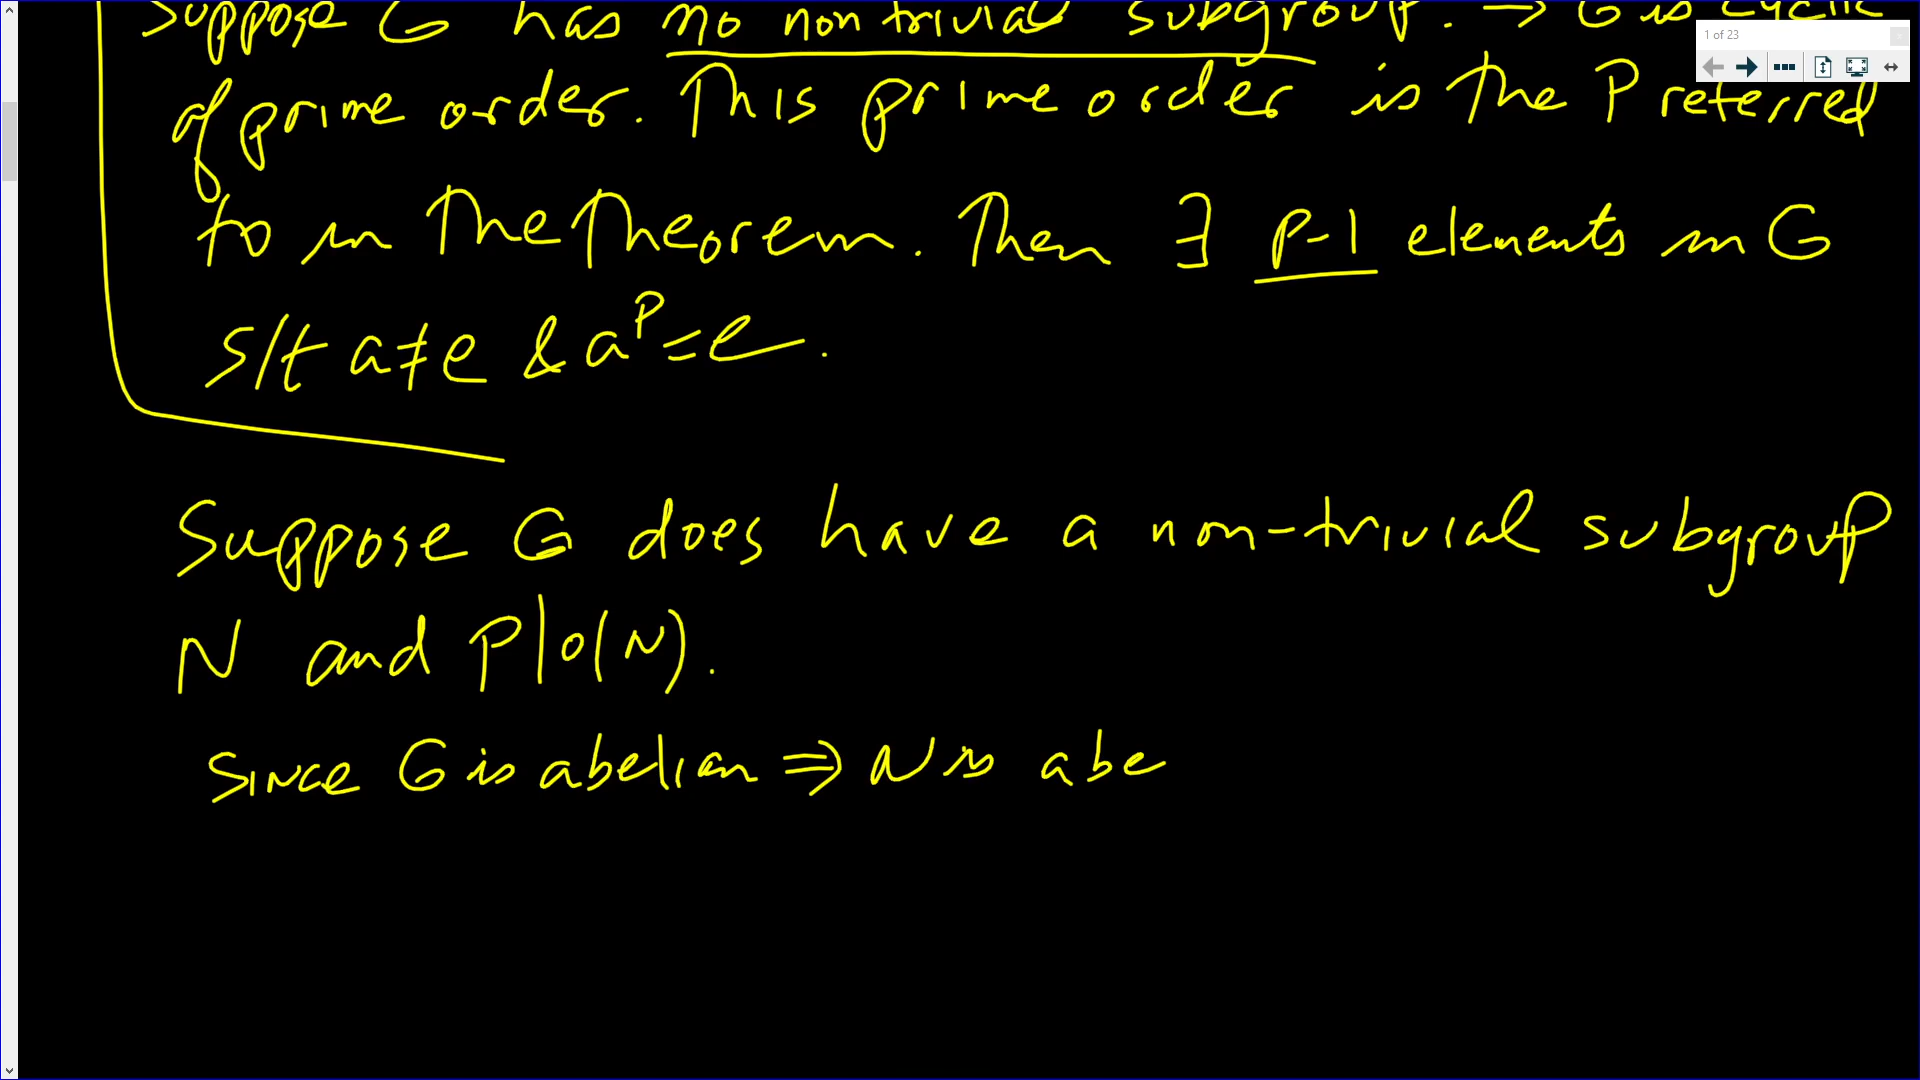 Suppose G has no non trivial subgroup. → G is cyclic
1 of 23
of prime order. This prime order is the P referred
to in the theorem. Then ∃ p-1 elements in G
s/t a≠e & a^p=e.
Suppose G does have a non-trivial subgroup
N and P|o(N).
Since G is abelian ⇒ N is abe